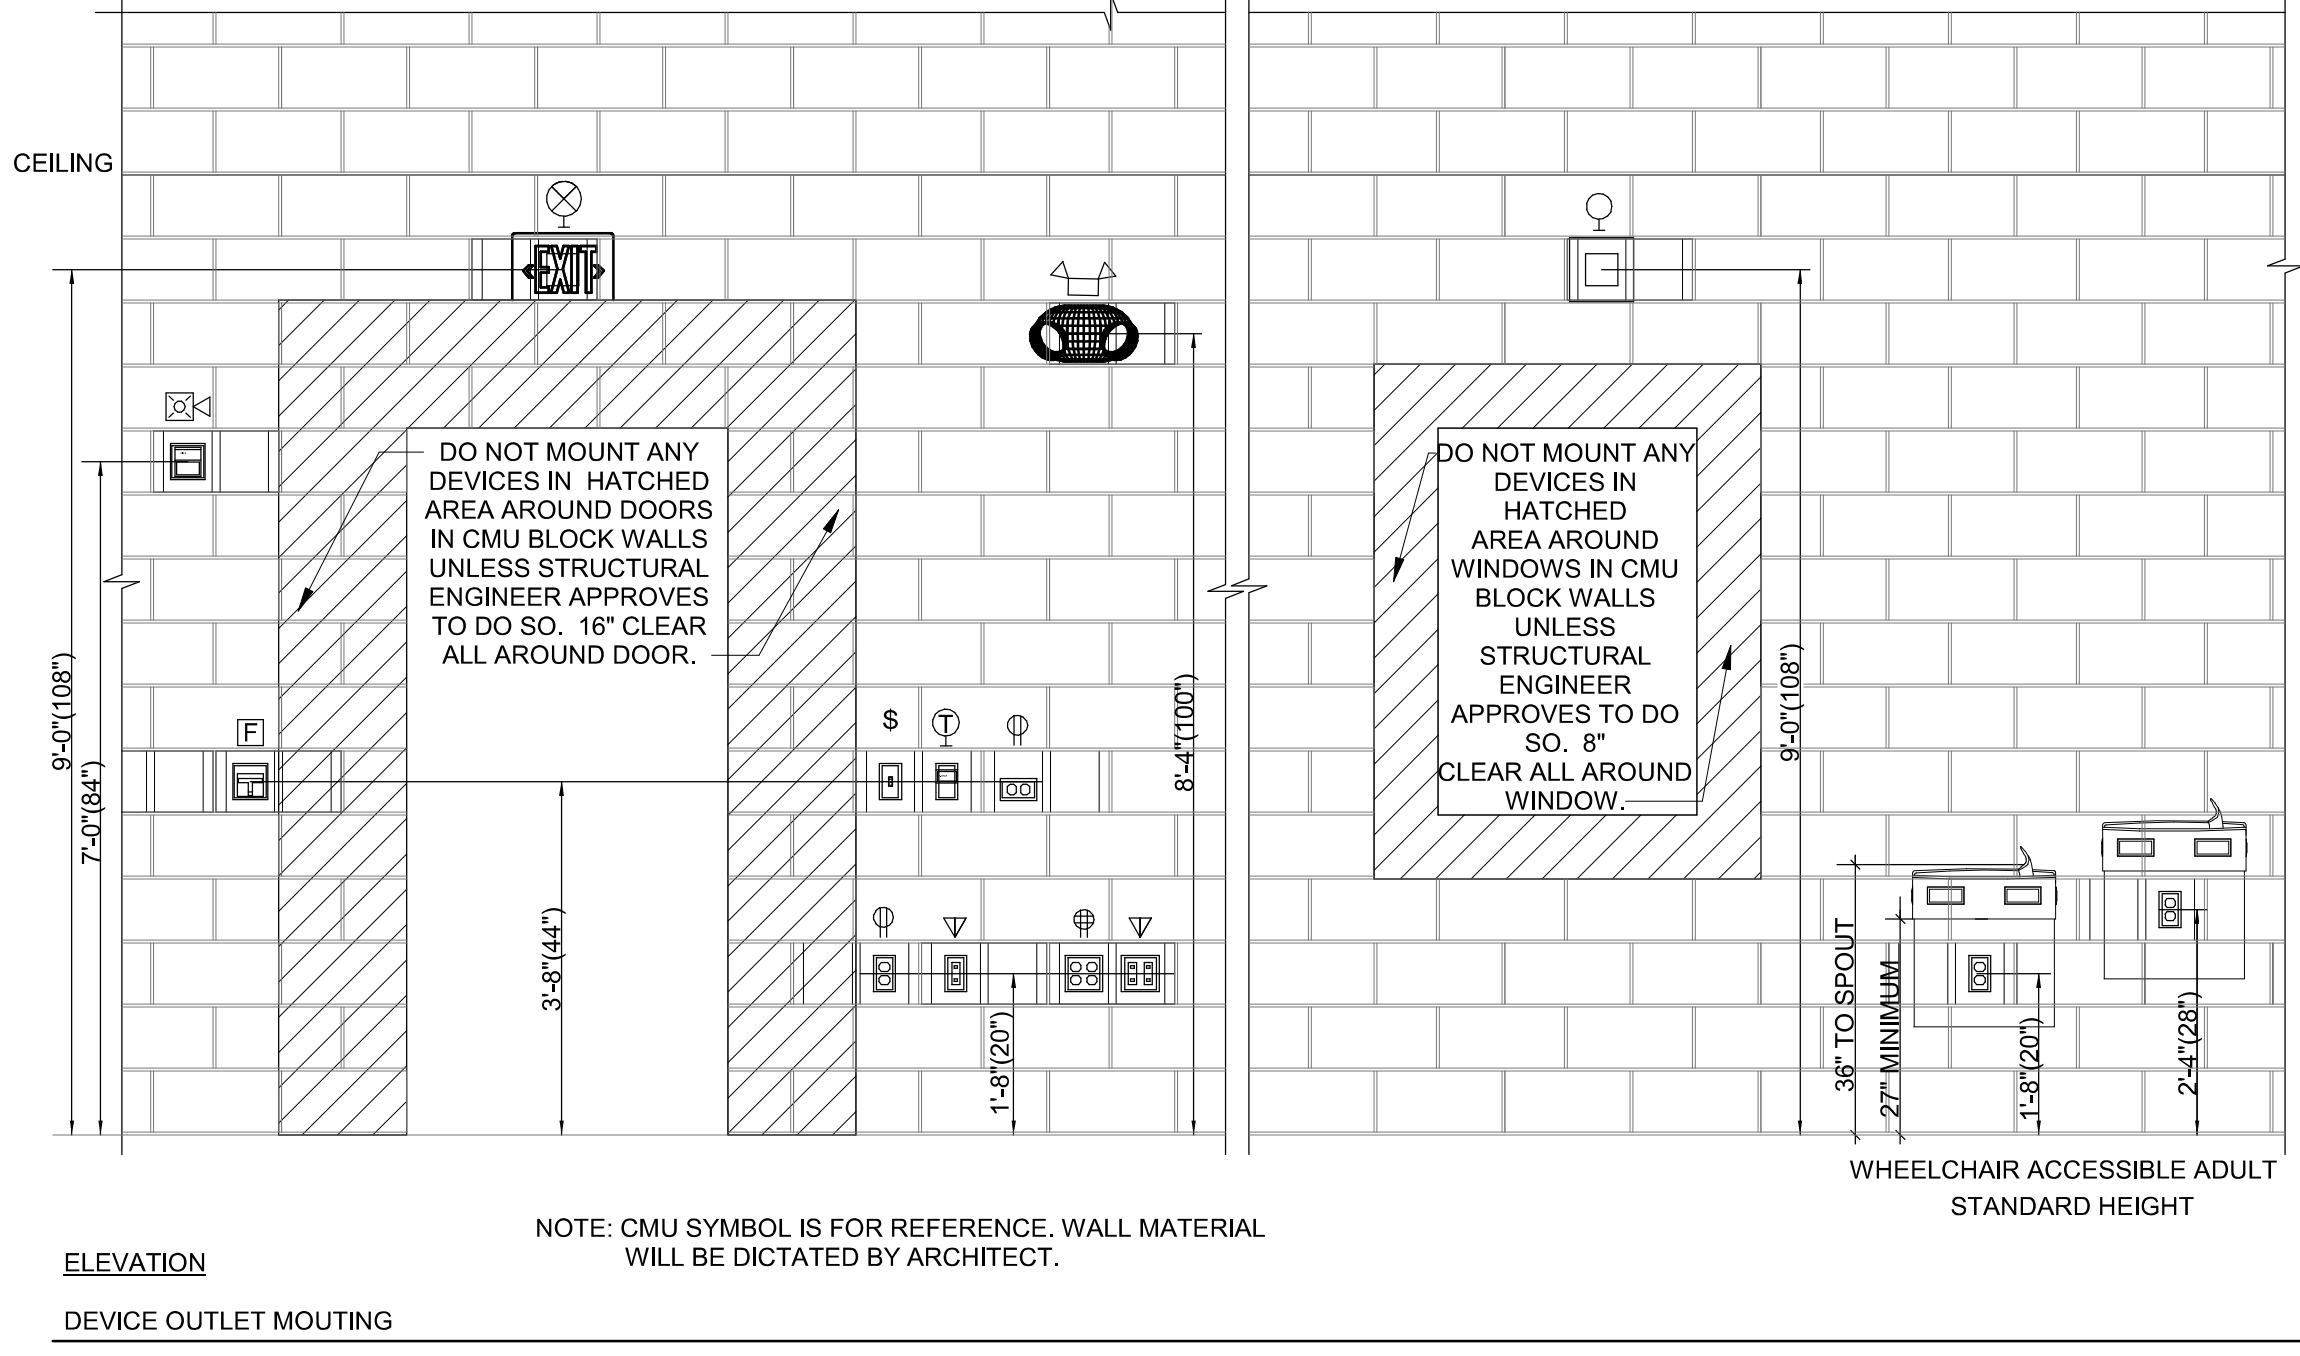 CEILING
EXIT
DO NOT MOUNT ANY
DEVICES IN HATCHED
AREA AROUND DOORS
IN CMU BLOCK WALLS
UNLESS STRUCTURAL
ENGINEER APPROVES
TO DO SO. 16" CLEAR
ALL AROUND DOOR.
DO NOT MOUNT ANY
DEVICES IN
HATCHED
AREA AROUND
WINDOWS IN CMU
BLOCK WALLS
UNLESS
STRUCTURAL
ENGINEER
APPROVES TO DO
SO. 8"
CLEAR ALL AROUND
WINDOW.
9'-0"(108")
7'-0"(84")
F
$
T
3'-8"(44")
1'-8"(20")
8'-4"(100")
9'-0"(108")
36" TO SPOUT
27" MINIMUM
1'-8"(20")
2'-4"(28")
WHEELCHAIR ACCESSIBLE ADULT
STANDARD HEIGHT
NOTE: CMU SYMBOL IS FOR REFERENCE. WALL MATERIAL
WILL BE DICTATED BY ARCHITECT.
ELEVATION
DEVICE OUTLET MOUTING